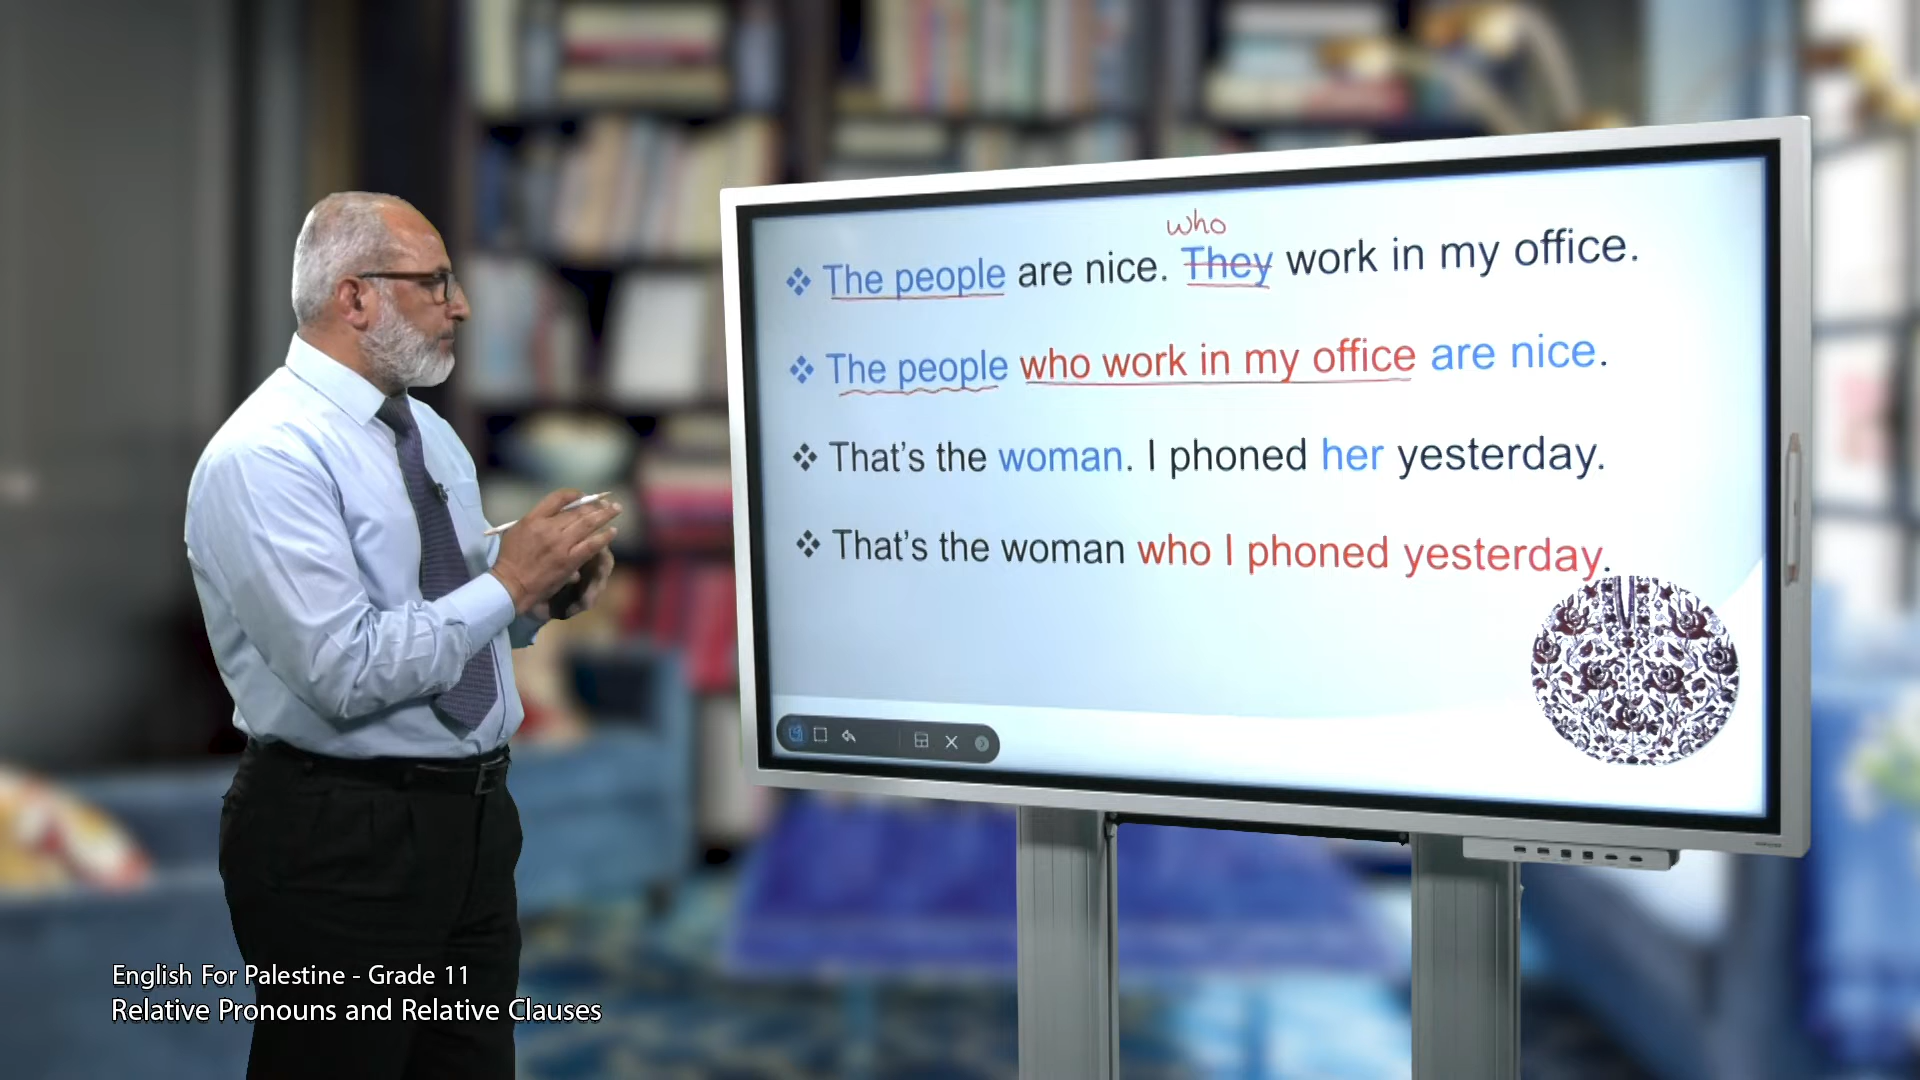 who
The people are nice. They work in my office.
The people who work in my office are nice.
That's the woman. I phoned her yesterday.
That's the woman who I phoned yesterday.
English For Palestine - Grade 11
Relative Pronouns and Relative Clauses